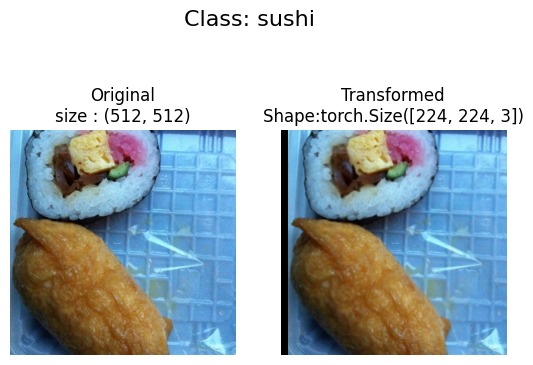 Class: sushi
Original
size : (512, 512)
Transformed
Shape:torch.Size([224, 224, 3])